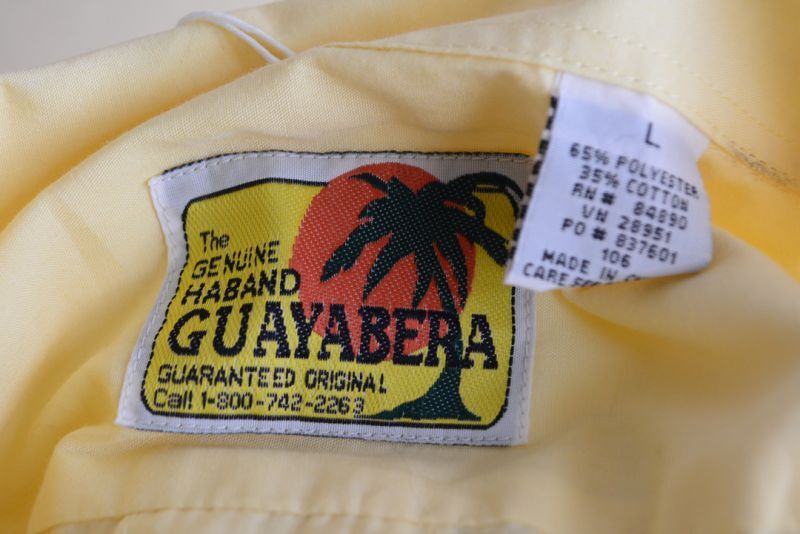 The
GENUINE
HABAND
GUAYABERA
GUARANTEED ORIGINAL
Call 1-800-742-2263
L
65% POLYESTER
35% COTTON
RN# 84890
VN 28951
PO # 837601
106
MADE IN
CARE